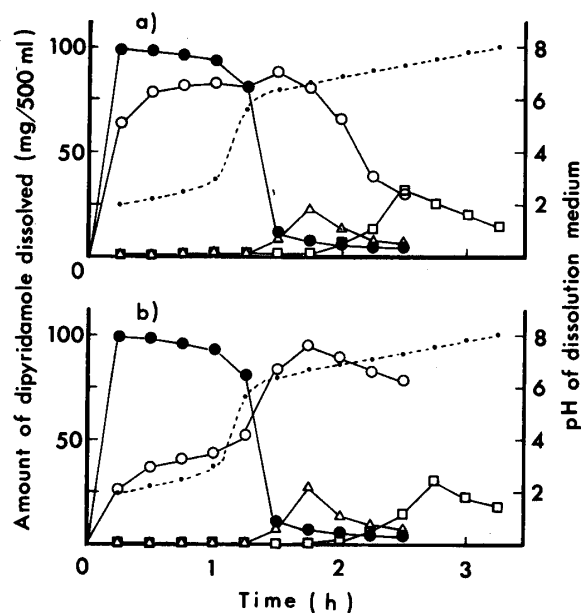 a)
100
50
0
8
6
4
2
b)
100
50
0
8
6
4
2
0 1 2 3
Time (h)
Amount of dipyridamole dissolved (mg/500 ml)
pH of dissolution medium